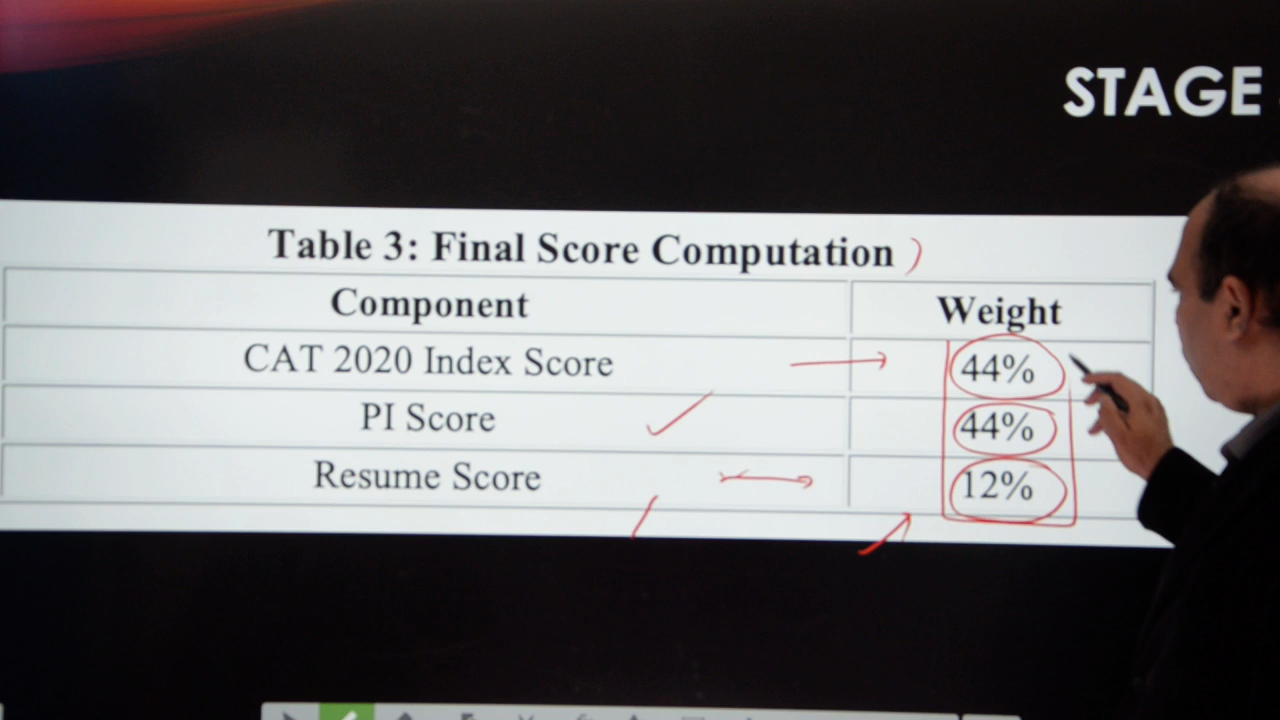 STAGE
Table 3: Final Score Computation
Component Weight
CAT 2020 Index Score 44%
PI Score 44%
Resume Score 12%